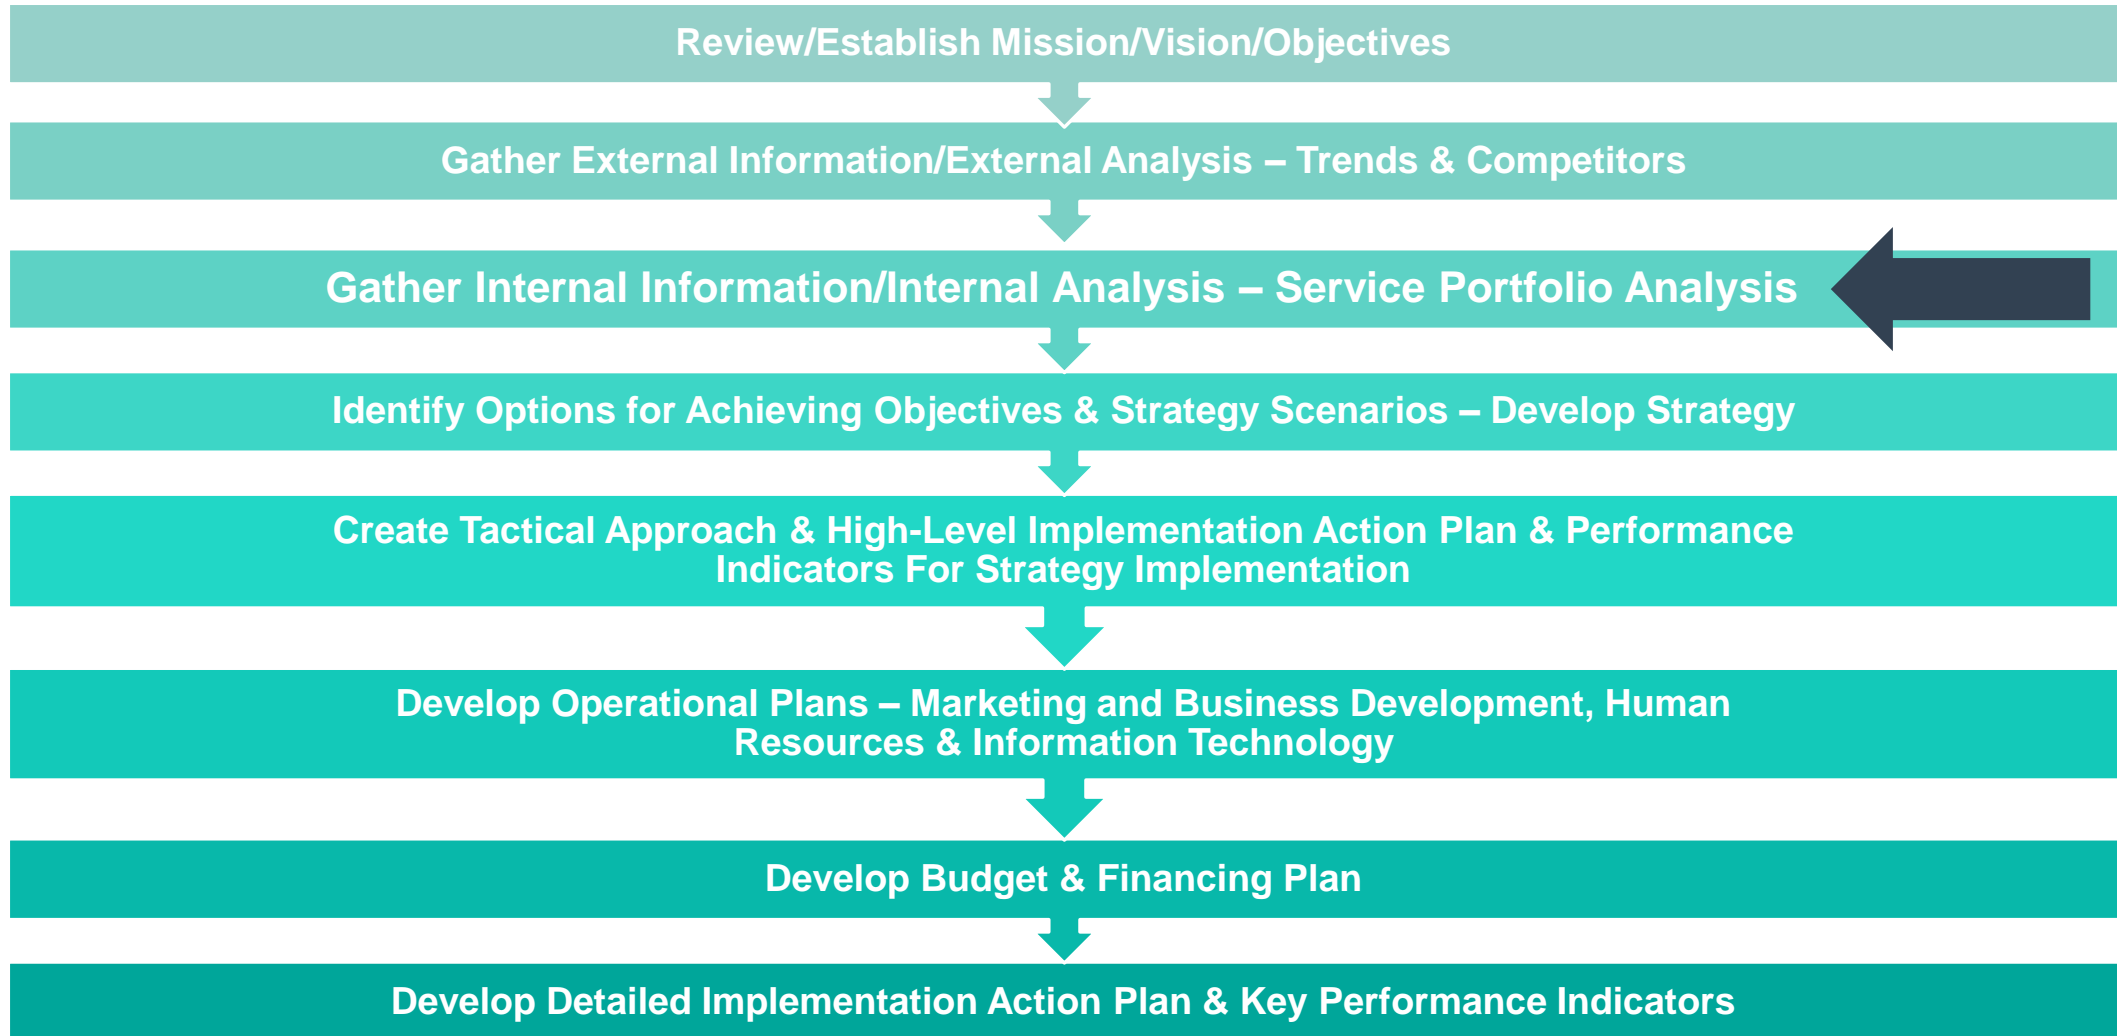 Review/Establish Mission/Vision/Objectives
Gather External Information/External Analysis – Trends & Competitors
Gather Internal Information/Internal Analysis – Service Portfolio Analysis
Identify Options for Achieving Objectives & Strategy Scenarios – Develop Strategy
Create Tactical Approach & High-Level Implementation Action Plan & Performance
Indicators For Strategy Implementation
Develop Operational Plans – Marketing and Business Development, Human
Resources & Information Technology
Develop Budget & Financing Plan
Develop Detailed Implementation Action Plan & Key Performance Indicators